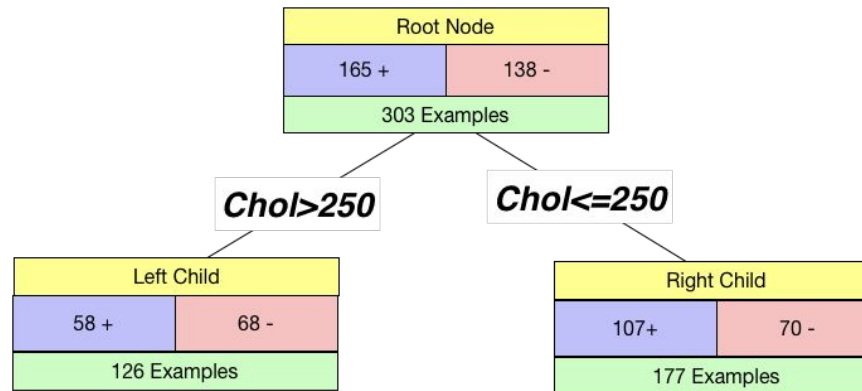 Root Node
165 + 138 -
303 Examples
Chol>250 Chol<=250
Left Child
58 + 68 -
126 Examples
Right Child
107+ 70 -
177 Examples